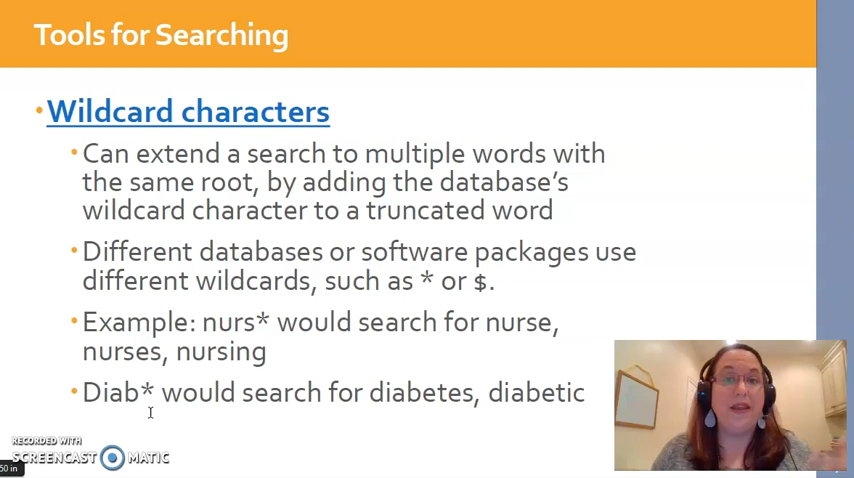 Tools for Searching
•Wildcard characters
•Can extend a search to multiple words with
the same root, by adding the database's
wildcard character to a truncated word
•Different databases or software packages use
different wildcards, such as * or $.
•Example: nurs* would search for nurse,
nurses, nursing
•Diab* would search for diabetes, diabetic
RECORDED WITH
SCREENCAST MATIC
50 in